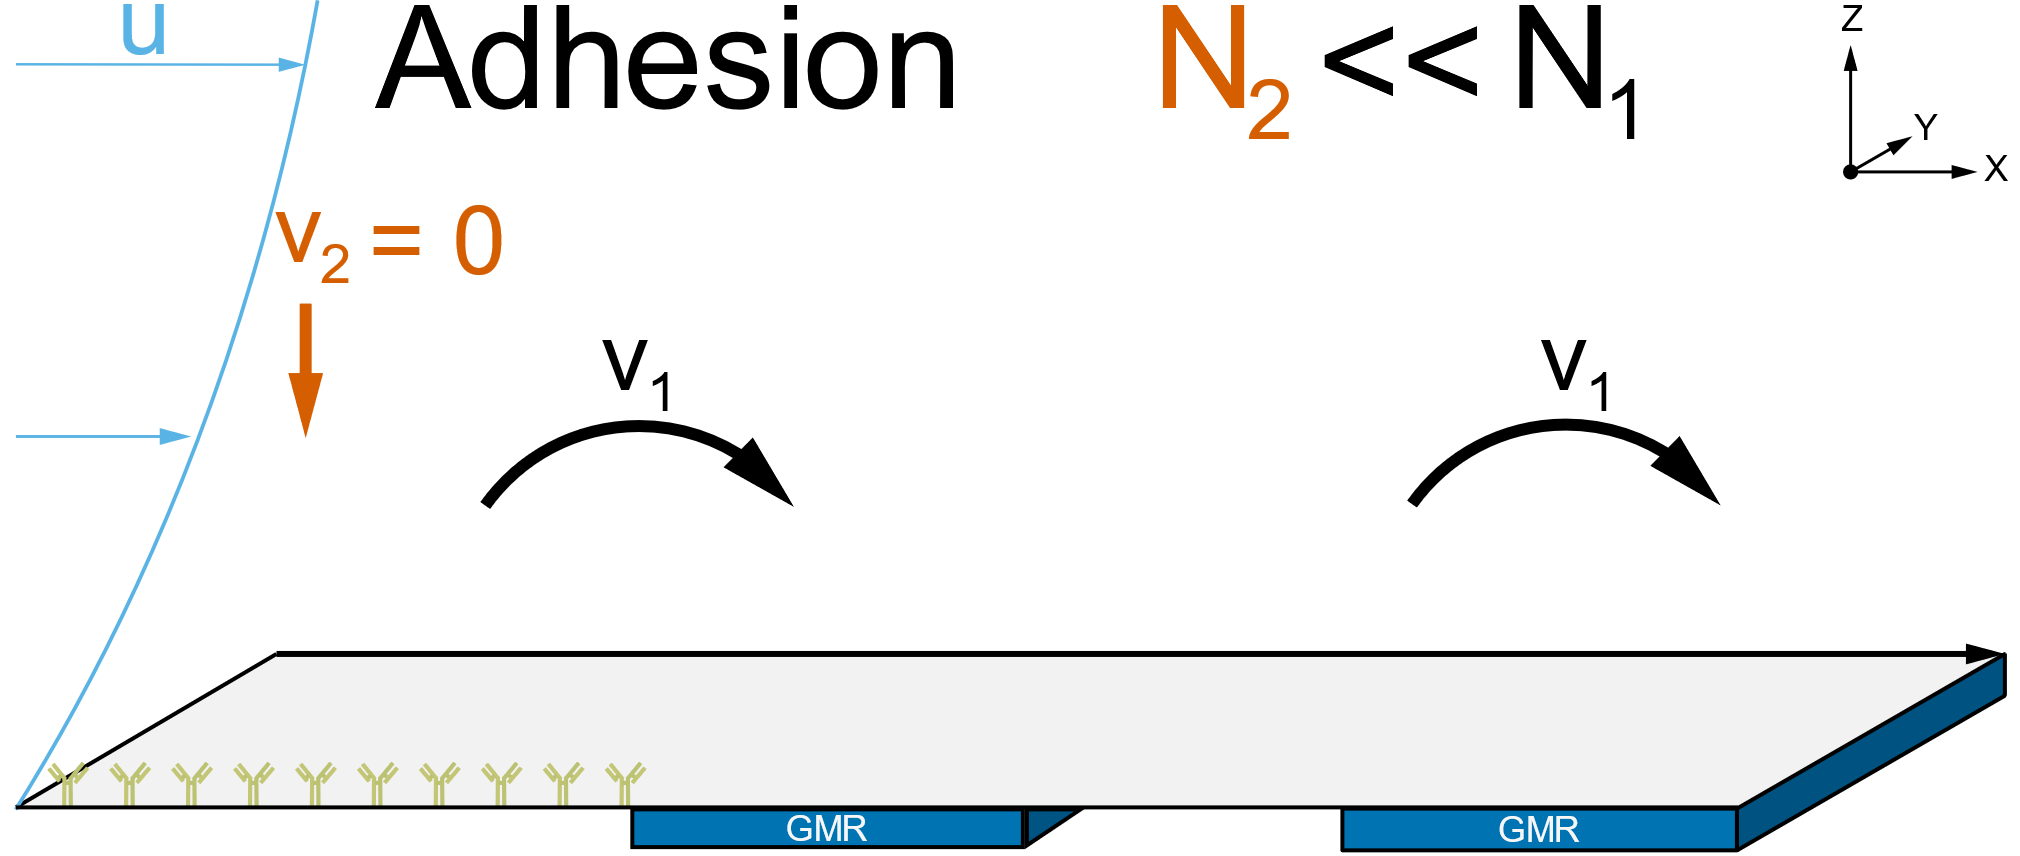 u
Adhesion
N₂ << N₁
Z
Y
X
v₂ = 0
v₁
v₁
GMR
GMR